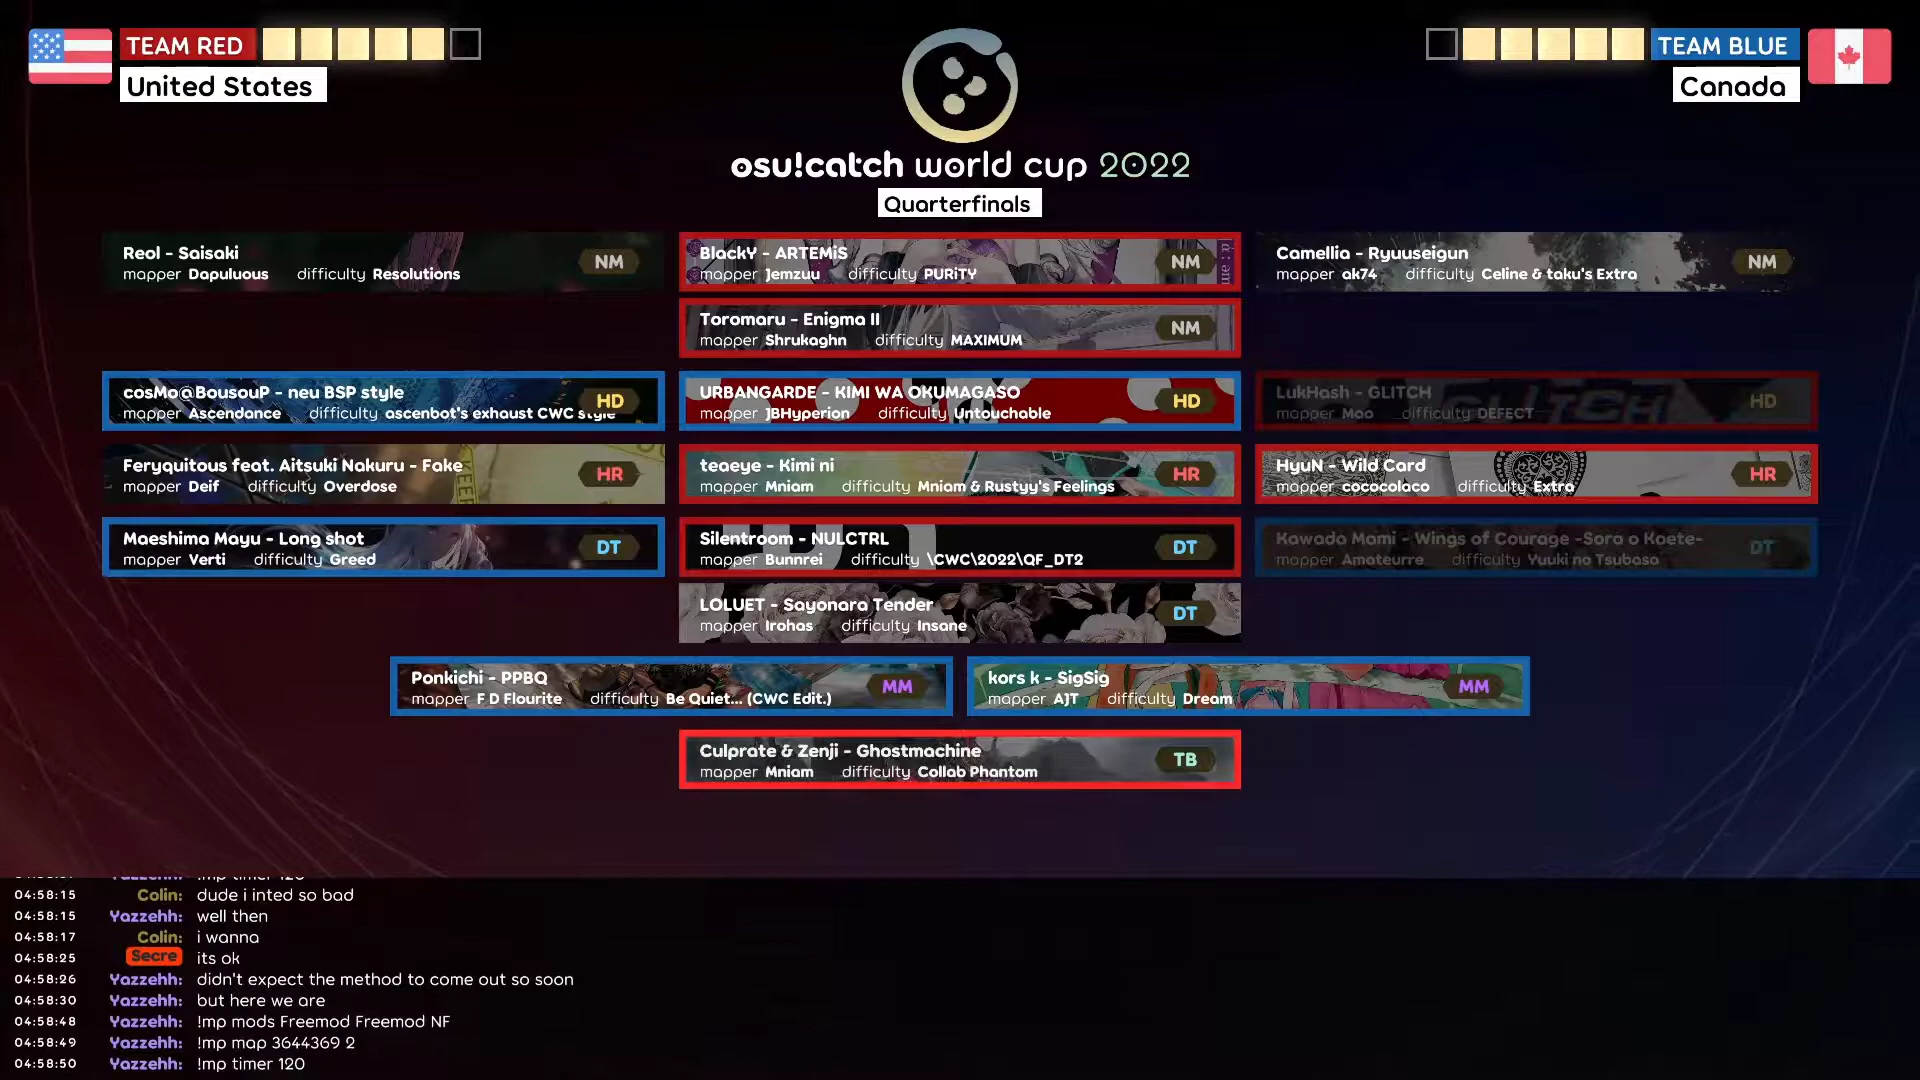 TEAM RED
United States
TEAM BLUE
Canada
osu!catch world cup 2022
Quarterfinals
Reol - Saisaki
mapper Dapuluous difficulty Resolutions
NM
BlackY - ARTEMiS
mapper Jemzuu difficulty PURiTY
NM
Camellia - Ryuuseigun
mapper ak74 difficulty Celine & taku's Extra
NM
Toromaru - Enigma II
mapper Shrukaghn difficulty MAXIMUM
NM
cosMo@BousouP - neu BSP style
mapper Ascendance difficulty ascenbot's exhaust CWC style
HD
URBANGARDE - KIMI WA OKUMAGASO
mapper JBHyperion difficulty Untouchable
HD
LukHash - GLITCH
mapper Moo difficulty DEFECT
HD
GLITCH
Feryquitous feat. Aitsuki Nakuru - Fake
mapper Deif difficulty Overdose
HR
teaeye - Kimi ni
mapper Mniam difficulty Mniam & Rustyy's Feelings
HR
HyuN - Wild Card
mapper cococolaco difficulty Extra
HR
Maeshima Mayu - Long shot
mapper Verti difficulty Greed
DT
Silentroom - NULCTRL
mapper Bunnrei difficulty \CWC\2022\QF_DT2
DT
Kawada Mami - Wings of Courage -Sora o Koete-
mapper Amateurre difficulty Yuuki no Tsubasa
DT
LOLUET - Sayonara Tender
mapper Irohas difficulty Insane
DT
Ponkichi - PPBQ
mapper F D Flourite difficulty Be Quiet... (CWC Edit.)
MM
kors k - SigSig
mapper AJT difficulty Dream
MM
Culprate & Zenji - Ghostmachine
mapper Mniam difficulty Collab Phantom
TB
04:58:15 Colin: dude i inted so bad
04:58:15 Yazzehh: well then
04:58:17 Colin: i wanna
04:58:25 Secre its ok
04:58:26 Yazzehh: didn't expect the method to come out so soon
04:58:30 Yazzehh: but here we are
04:58:48 Yazzehh: !mp mods Freemod Freemod NF
04:58:49 Yazzehh: !mp map 3644369 2
04:58:50 Yazzehh: !mp timer 120